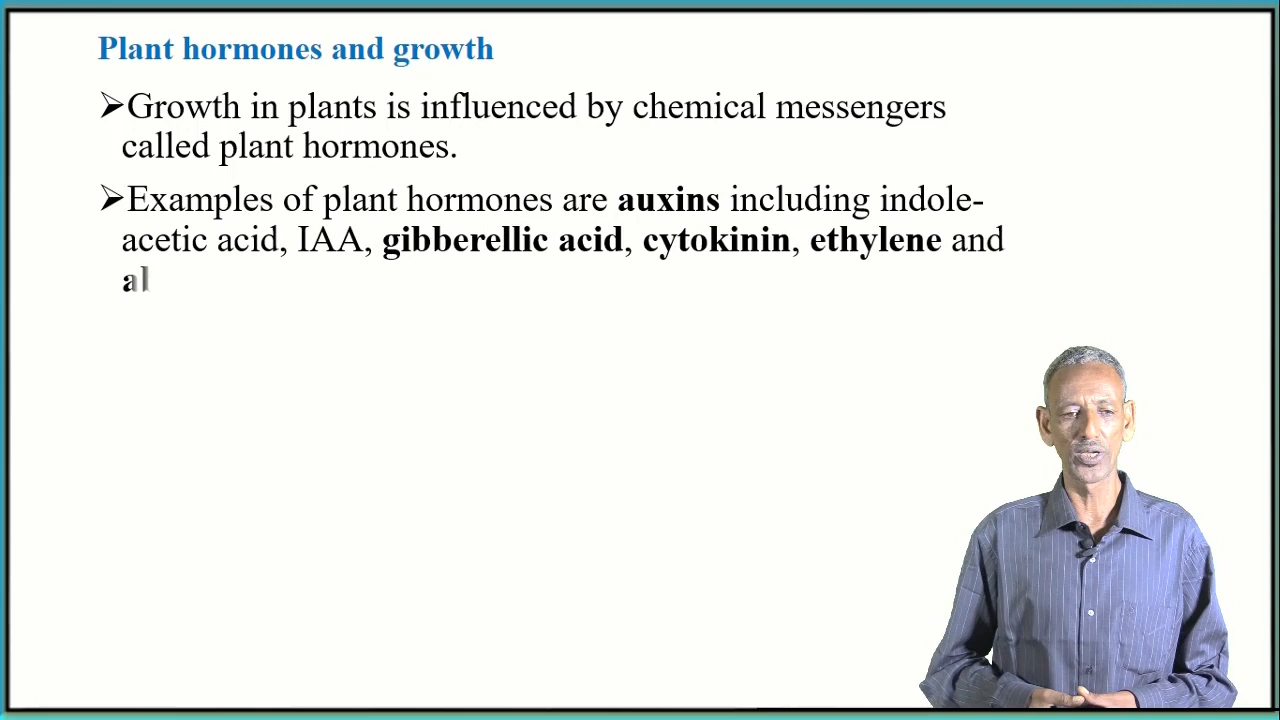 Plant hormones and growth
➢Growth in plants is influenced by chemical messengers
called plant hormones.
➢Examples of plant hormones are auxins including indole-
acetic acid, IAA, gibberellic acid, cytokinin, ethylene and
al